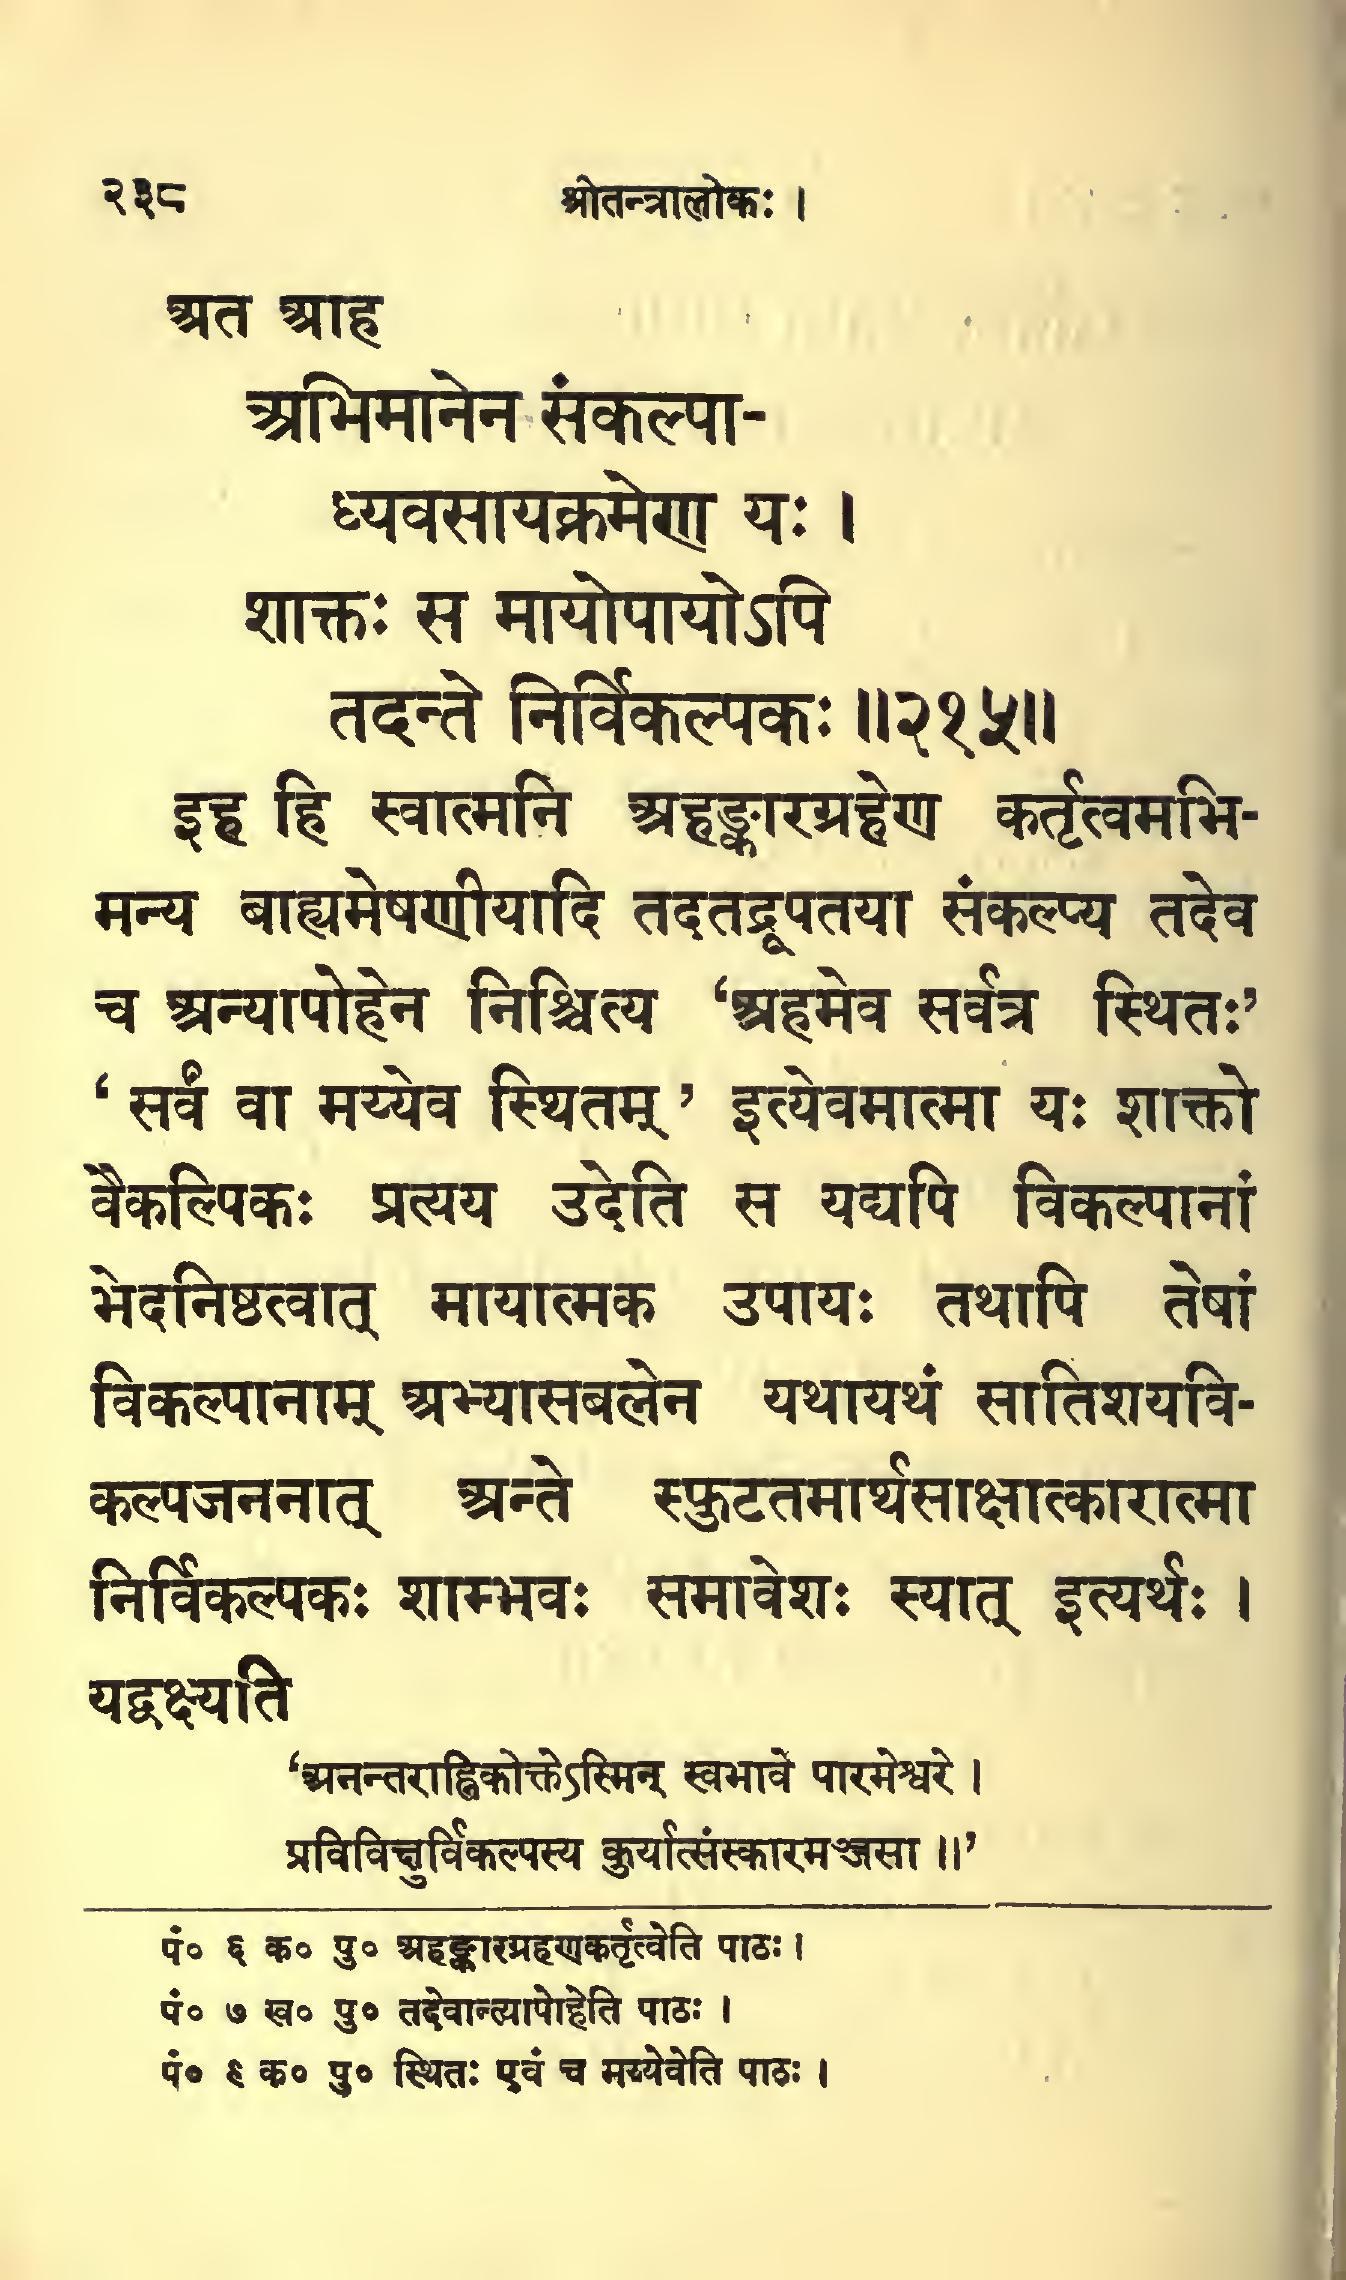 २३८
श्रीतन्त्रालोकः ।
अत आह
अभिमानेन संकल्पा-
ध्यवसायक्रमेण यः ।
शाक्तः स मायोपायोऽपि
तदन्ते निर्विकल्पकः ॥२१५॥
इह हि स्वात्मनि अहङ्कारग्रहेण कर्तृत्वमभि-
मन्य बाह्यमेषणीयादि तदतद्रूपतया संकल्प्य तदेव
च अन्यापोहेन निश्चित्य ‘अहमेव सर्वत्र स्थितः’
‘ सर्वं वा मय्येव स्थितम् ’ इत्येवमात्मा यः शाक्तो
वैकल्पिकः प्रत्यय उदेति स यद्यपि विकल्पानां
भेदनिष्ठत्वात् मायात्मक उपायः तथापि तेषां
विकल्पानाम् अभ्यासबलेन यथायथं सातिशयवि-
कल्पजननात् अन्ते स्फुटतमार्थसाक्षात्कारात्मा
निर्विकल्पकः शाम्भवः समावेशः स्यात् इत्यर्थः ।
यद्वक्ष्यति
‘अनन्तराह्निकोक्तेऽस्मिन् स्वभावे पारमेश्वरे ।
प्रविविक्षुर्विकल्पस्य कुर्यात्संस्कारमञ्जसा ॥’
पं० ६ क० पु० अहङ्कारग्रहणकर्तृत्वेति पाठः ।
पं० ७ ख० पु० तदेवान्त्यापोहेति पाठः ।
पं० ९ क० पु० स्थितः एवं च मय्येवेति पाठः ।